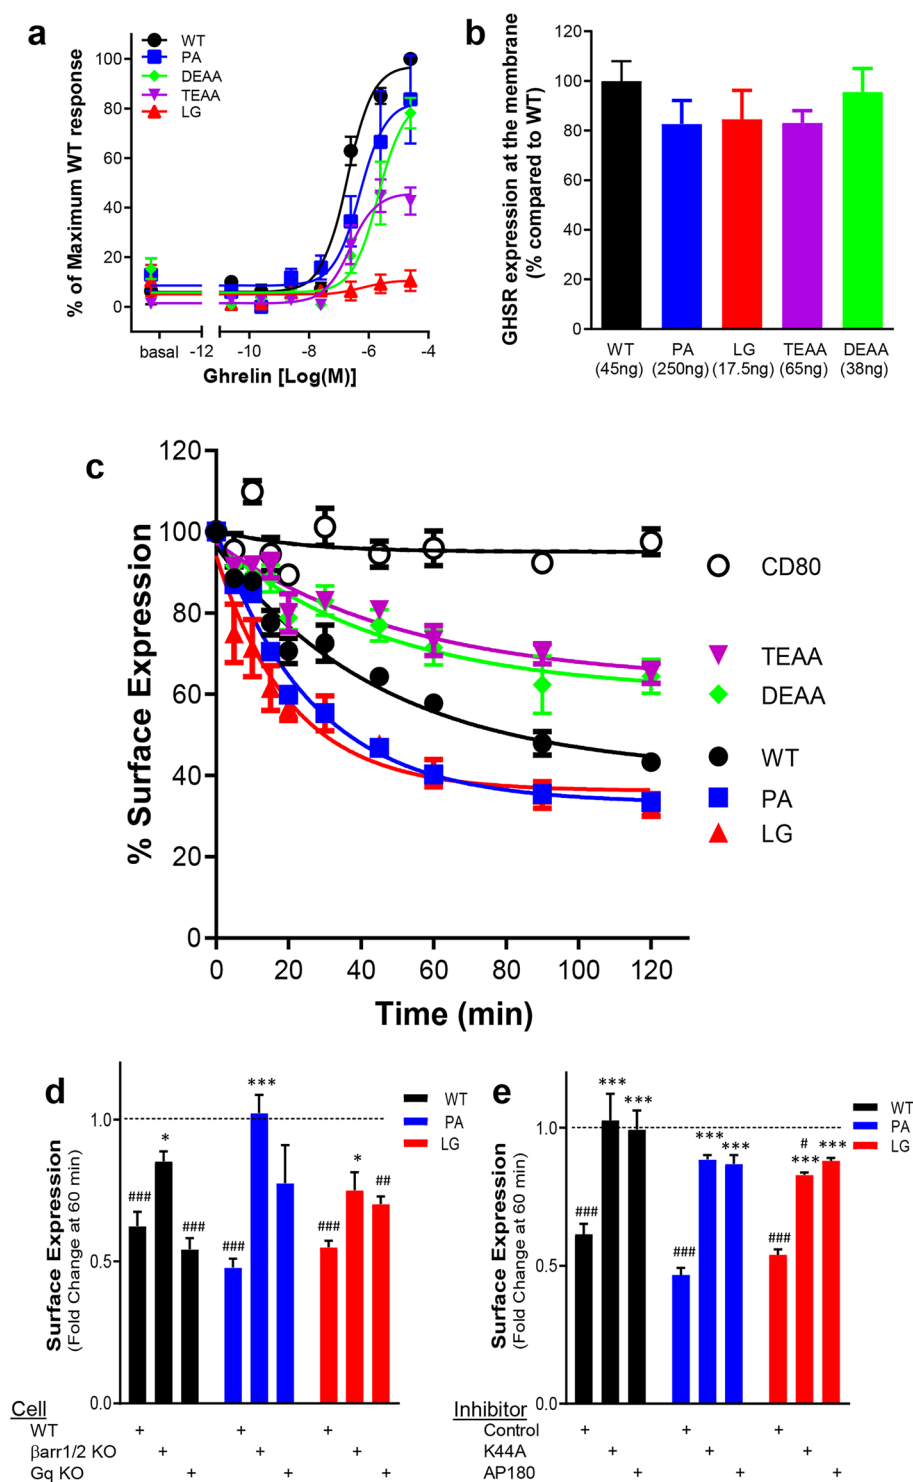 a
WT
PA
DEAA
TEAA
LG
% of Maximum WT response
100
80
60
40
20
0
basal -12 -10 -8 -6 -4
Ghrelin [Log(M)]
b
GHSR expression at the membrane
(% compared to WT)
120
100
80
60
40
20
0
WT PA LG TEAA DEAA
(45ng) (250ng) (17.5ng) (65ng) (38ng)
c
% Surface Expression
120
100
80
60
40
20
0
0 20 40 60 80 100 120
Time (min)
CD80
TEAA
DEAA
WT
PA
LG
d
Surface Expression
(Fold Change at 60 min)
1.0
0.5
0.0
WT
PA
LG
### * ### ### *** ### * ##
Cell
WT + + +
βarr1/2 KO + + +
Gq KO + + +
e
Surface Expression
(Fold Change at 60 min)
1.0
0.5
0.0
WT
PA
LG
### *** *** ### *** *** ### # *** ***
Inhibitor
Control + + +
K44A + + +
AP180 + + +